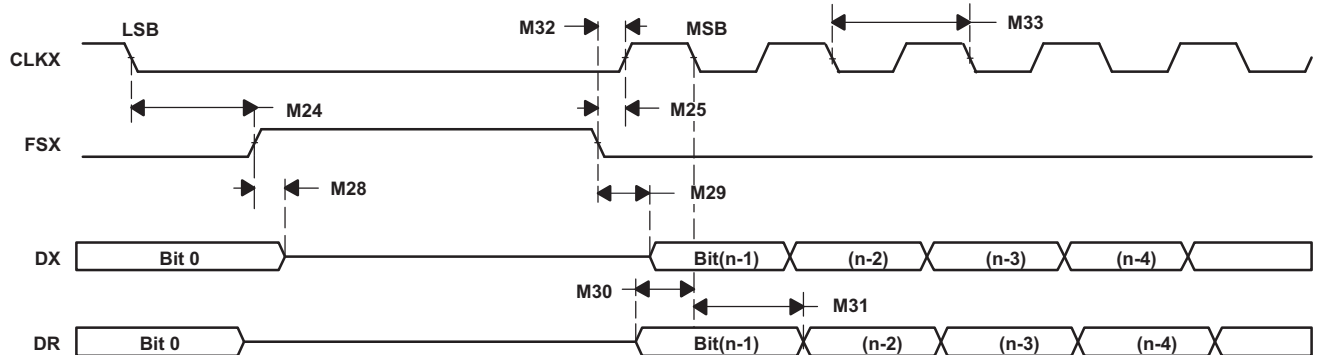 LSB M32 MSB M33
CLKX
M24 M25
FSX
M28 M29
DX Bit 0 Bit(n-1) (n-2) (n-3) (n-4)
M30 M31
DR Bit 0 Bit(n-1) (n-2) (n-3) (n-4)